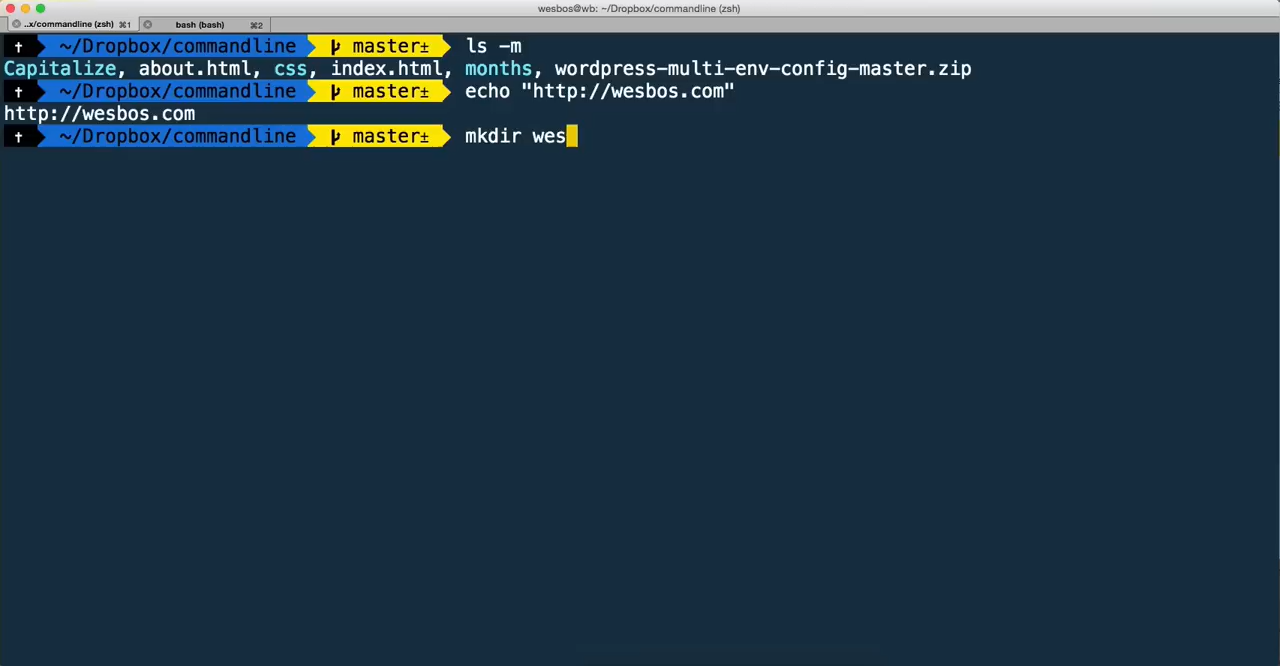 wesbos@wb: ~/Dropbox/commandline (zsh)
..x/commandline (zsh) ⌘1 bash (bash) ⌘2
✝ ~/Dropbox/commandline master± ls -m
Capitalize, about.html, css, index.html, months, wordpress-multi-env-config-master.zip
✝ ~/Dropbox/commandline master± echo "http://wesbos.com"
http://wesbos.com
✝ ~/Dropbox/commandline master± mkdir wes